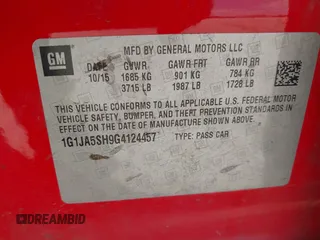 GM
MFD BY GENERAL MOTORS LLC
DATE GVWR GAWR FRT GAWR RR
10/15 1685 KG 901 KG 784 KG
3715 LB 1987 LB 1728 LB
THIS VEHICLE CONFORMS TO ALL APPLICABLE U.S. FEDERAL MOTOR
VEHICLE SAFETY, BUMPER, AND THEFT PREVENTION STANDARDS IN
EFFECT ON THE DATE OF MANUFACTURE SHOWN ABOVE.
1G1JA5SH9G4124457 TYPE: PASS CAR
DREAMBID